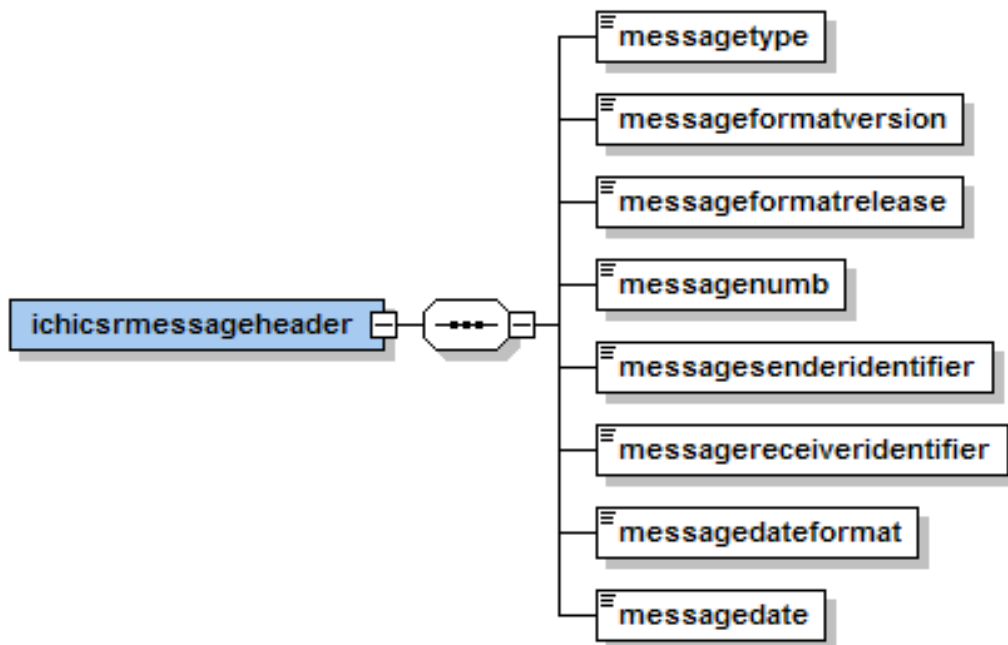 messagetype
messageformatversion
messageformatrelease
messagenumb
ichicsrmessageheader
messagesenderidentifier
messagereceiveridentifier
messagedateformat
messagedate